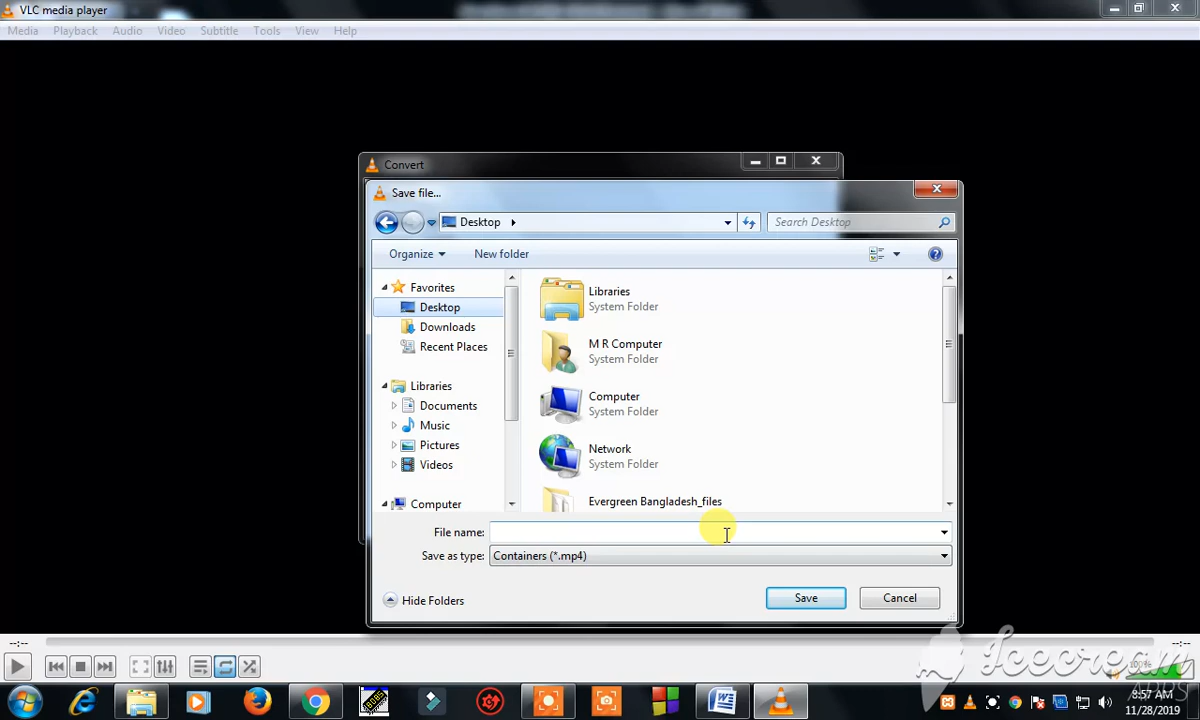 VLC media player
Media Playback Audio Video Subtitle Tools View Help
Convert
Save file...
Desktop
Search Desktop
Organize New folder
Favorites
Desktop
Downloads
Recent Places
Libraries
Documents
Music
Pictures
Videos
Computer
Libraries
System Folder
M R Computer
System Folder
Computer
System Folder
Network
System Folder
Evergreen Bangladesh_files
File name:
Save as type: Containers (*.mp4)
Hide Folders
Save Cancel
--:-- --:--
Icecream
APPS
100%
8:57 AM
11/28/2019